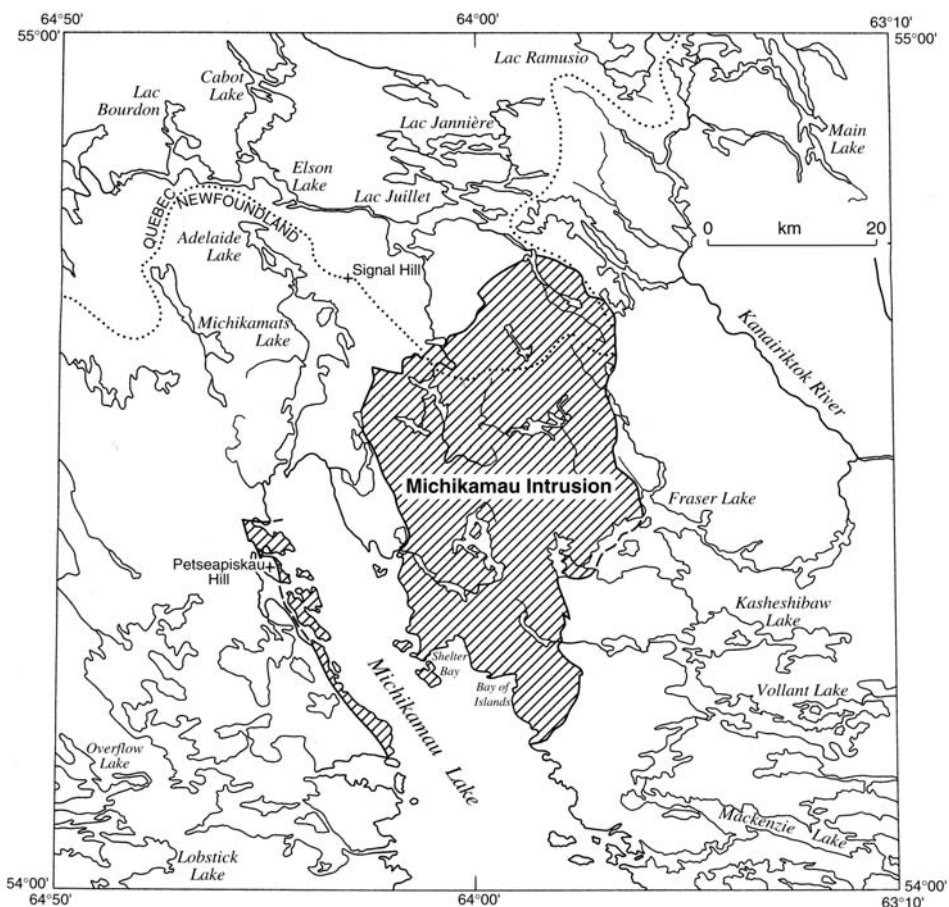 64°50'
64°00'
63°10'
55°00'
55°00'
Lac Ramusio
Cabot
Lake
Lac
Bourdon
Lac Jannière
Main
Lake
Elson
Lake
Lac Juillet
QUEBEC
NEWFOUNDLAND
0 km 20
Adelaide
Lake
Signal Hill
Michikamats
Lake
Kanairiktok River
Michikamau Intrusion
Fraser Lake
Petseapiskau
Hill
Kasheshibaw
Lake
Shelter
Bay
Michikamau Lake
Bay of
Islands
Vollant Lake
Overflow
Lake
Mackenzie Lake
Lobstick
Lake
54°00'
54°00'
64°50'
64°00'
63°10'